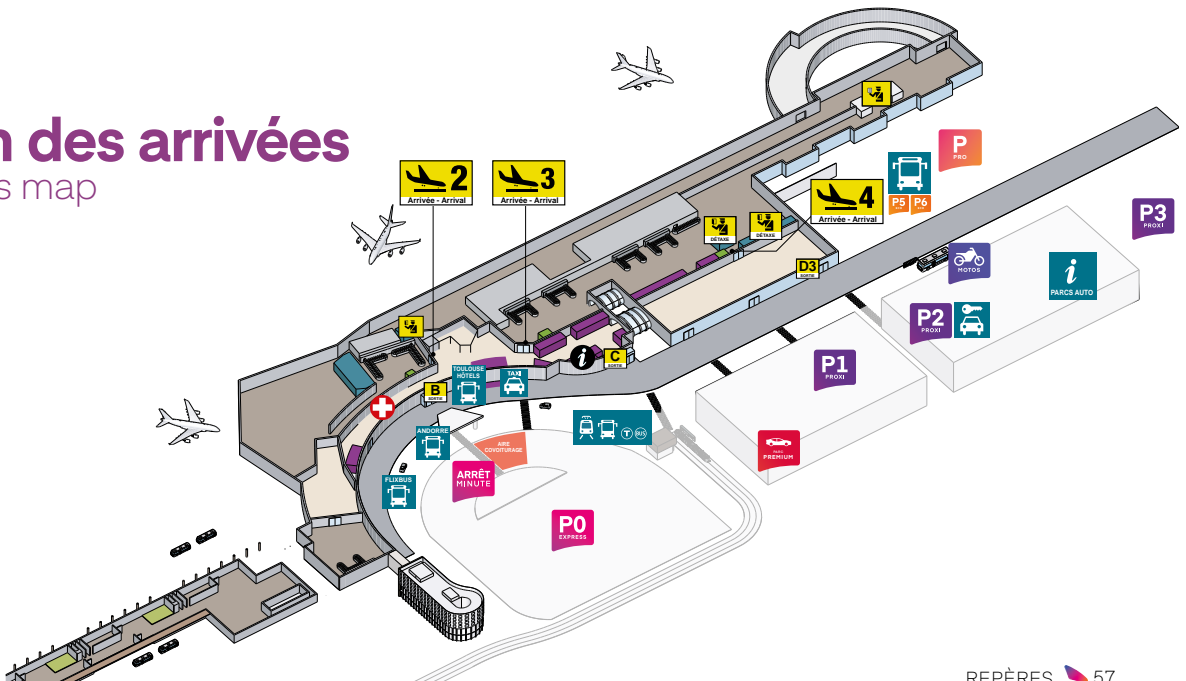 n des arrivées
s map
2
Arrivée - Arrival
3
Arrivée - Arrival
4
Arrivée - Arrival
P
PRO
P5
P6
P3
PROXI
DÉTAXE
DÉTAXE
D3
SORTIE
MOTOS
i
PARCS AUTO
P2
PROXI
P1
PROXI
i
C
SORTIE
B
SORTIE
TOULOUSE
HÔTELS
TAXI
ANDORRE
AIRE
COVOITURAGE
T
BUS
PARC
PREMIUM
FLIXBUS
ARRÊT
MINUTE
P0
EXPRESS
REPÈRES 57